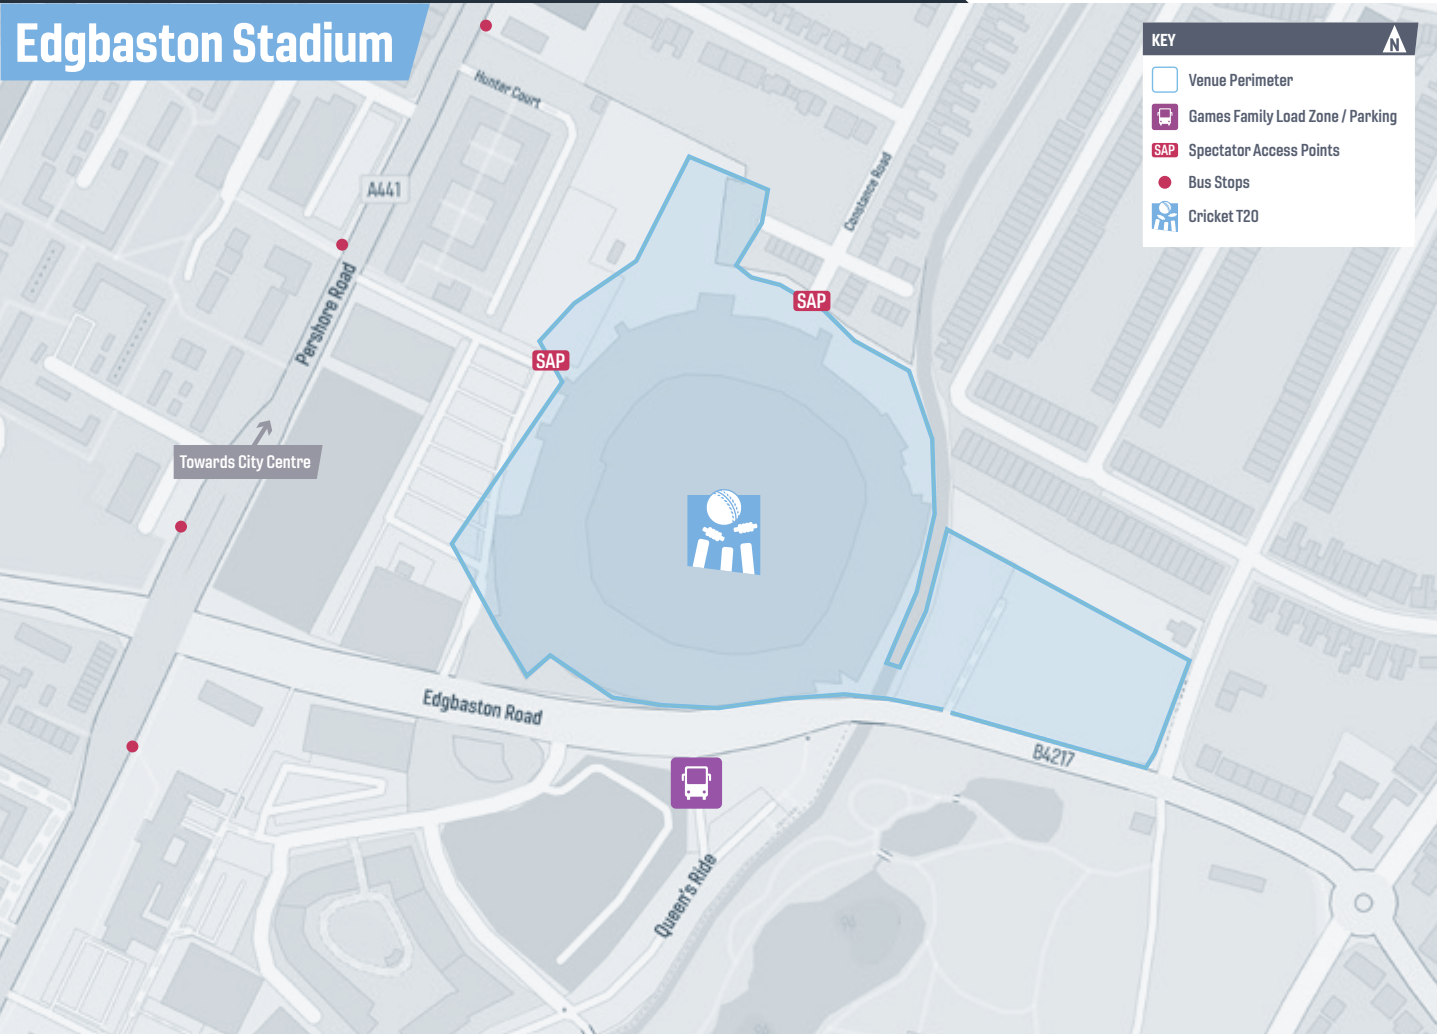 Edgbaston Stadium
KEY
N
Venue Perimeter
Games Family Load Zone / Parking
SAP
Spectator Access Points
Bus Stops
Cricket T20
Hunter Court
A441
Constance Road
Pershore Road
SAP
SAP
Towards City Centre
Edgbaston Road
B4217
Queen's Ride